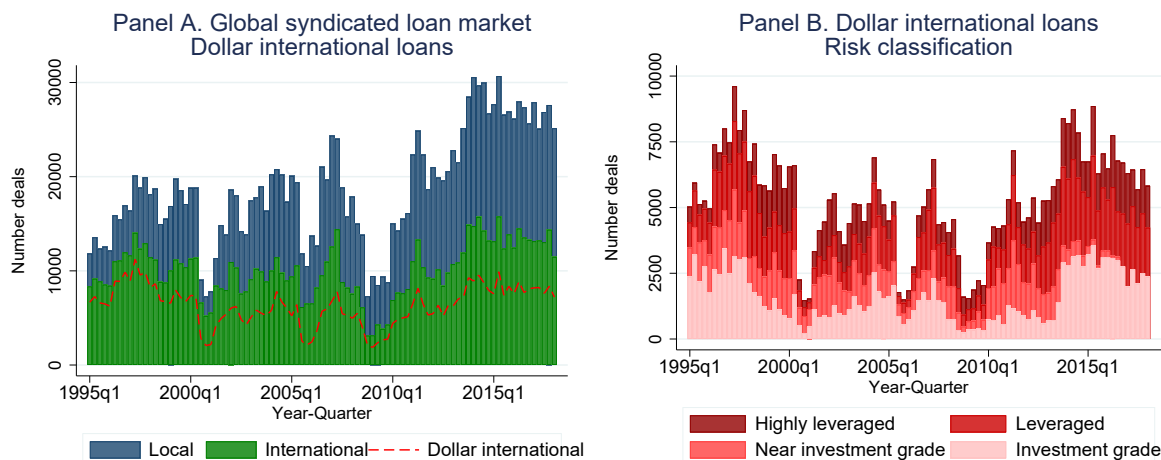 Panel A. Global syndicated loan market
Dollar international loans
Number deals
30000
20000
10000
0
1995q1 2000q1 2005q1 2010q1 2015q1
Year-Quarter
Local International Dollar international
Panel B. Dollar international loans
Risk classification
Number deals
10000
7500
5000
2500
0
1995q1 2000q1 2005q1 2010q1 2015q1
Year-Quarter
Highly leveraged Leveraged
Near investment grade Investment grade